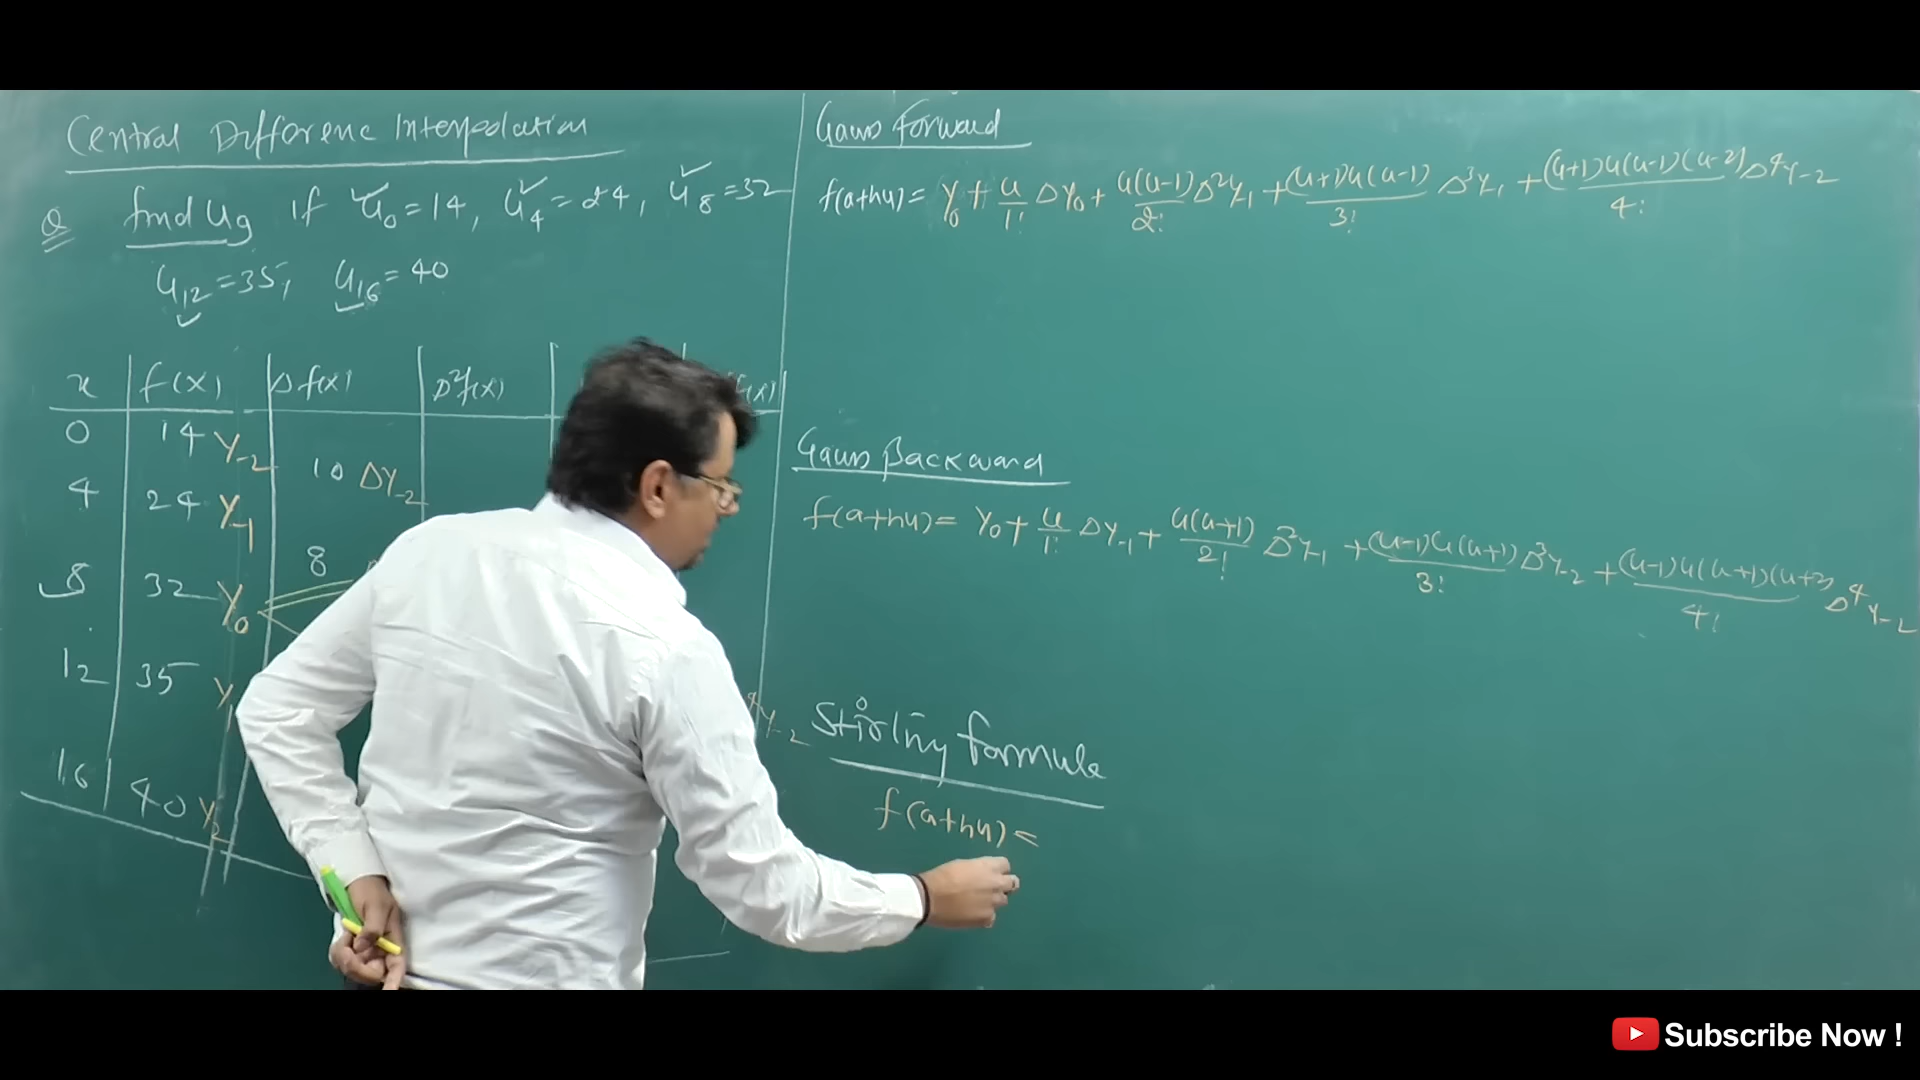 Central Difference Interpolation
Q find U9 if U0 = 14, U4 = 24, U8 = 32
U12 = 35, U16 = 40
x f(x) Δf(x) Δ²f(x) f(x)
0 14 Y-2
10 ΔY-2
4 24 Y-1
8
8 32 Y0
12 35 Y1
Y-2
16 40 Y2
Gauss Forward
f(a+hu) = Y0 + u/1! ΔY0 + u(u-1)/2! Δ²Y-1 + (u+1)u(u-1)/3! Δ³Y-1 + (u+1)u(u-1)(u-2)/4! Δ⁴Y-2
Gauss Backward
f(a+hu) = Y0 + u/1! ΔY-1 + u(u+1)/2! Δ²Y-1 + (u-1)u(u+1)/3! Δ³Y-2 + (u-1)u(u+1)(u+2)/4! Δ⁴Y-2
Stirling formula
f(a+hu) =
Subscribe Now !